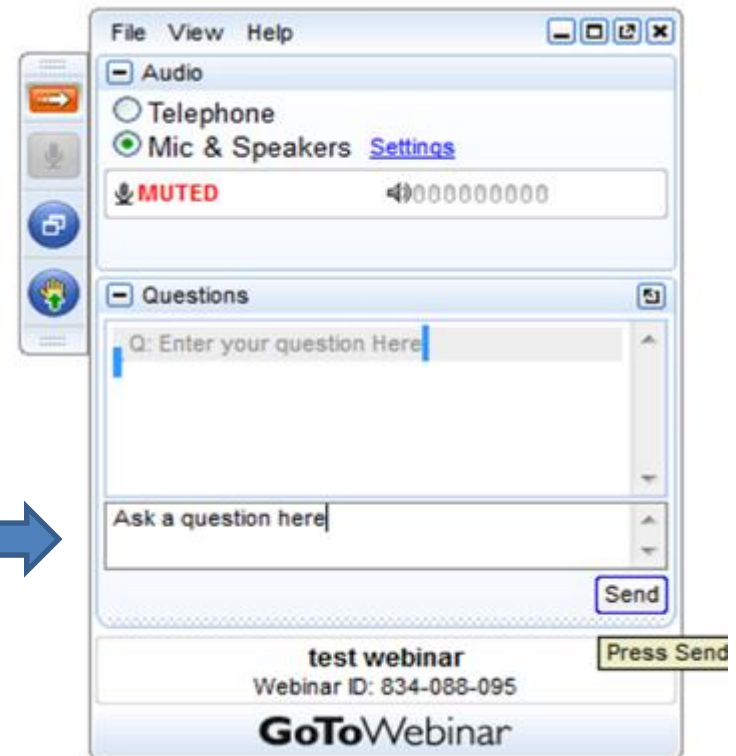 File View Help
Audio
Telephone
Mic & Speakers Settings
MUTED 000000000
Questions
Q: Enter your question Here
Ask a question here
Send
Press Send
test webinar
Webinar ID: 834-088-095
GoToWebinar